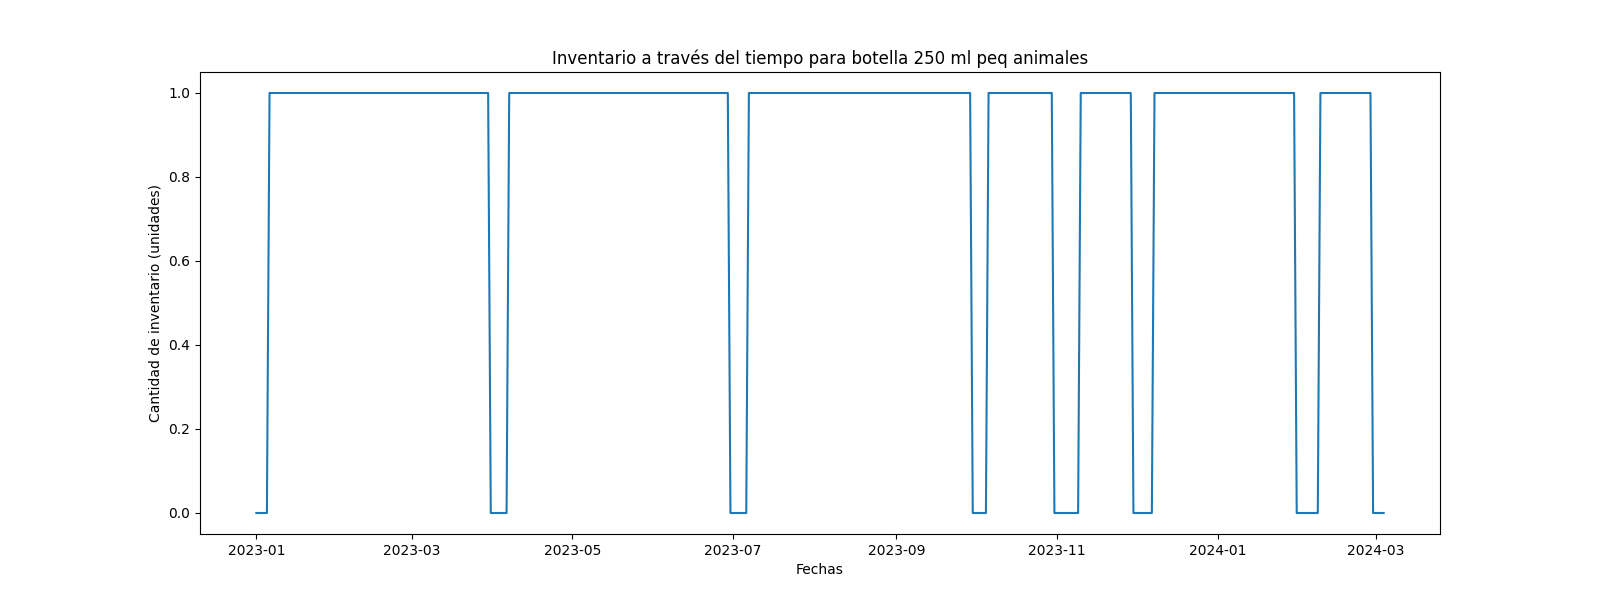 Inventario a través del tiempo para botella 250 ml peq animales
Cantidad de inventario (unidades)
1.0
0.8
0.6
0.4
0.2
0.0
2023-01 2023-03 2023-05 2023-07 2023-09 2023-11 2024-01 2024-03
Fechas